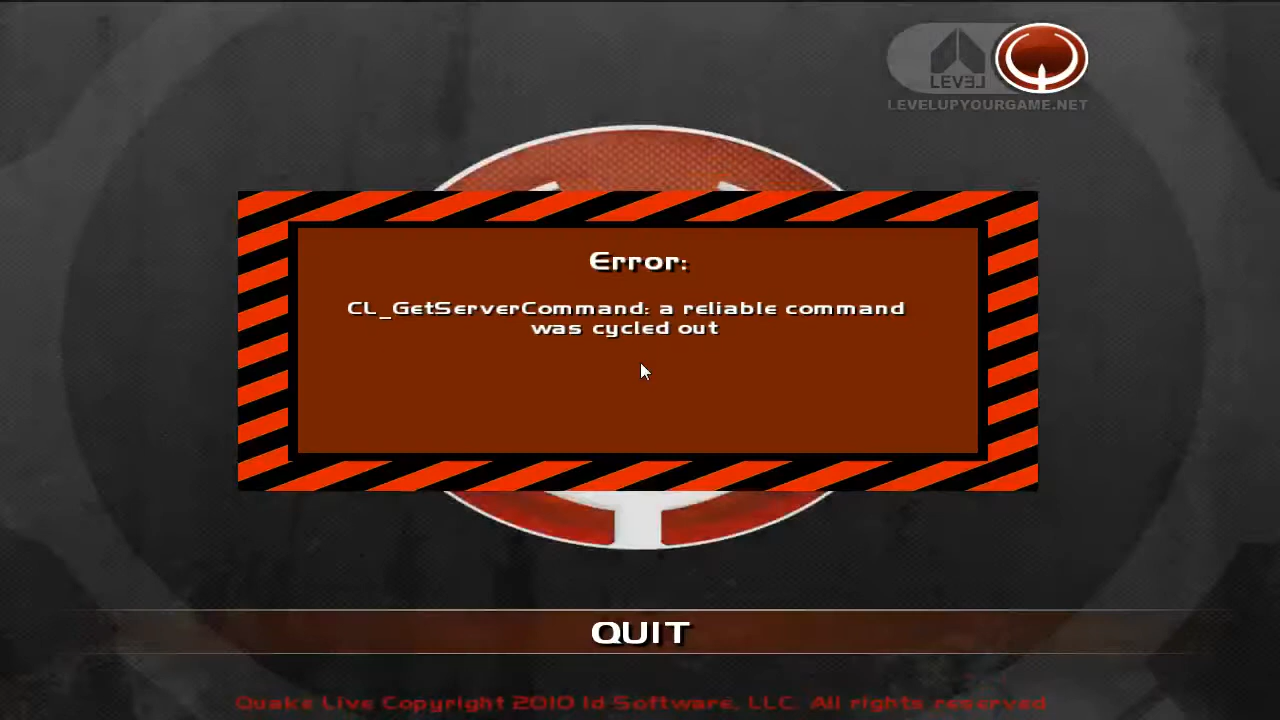 LEVEL
LEVELUPYOURGAME.NET
Error:
CL_GetServerCommand: a reliable command
was cycled out
QUIT
Quake Live Copyright 2010 Id Software, LLC. All rights reserved